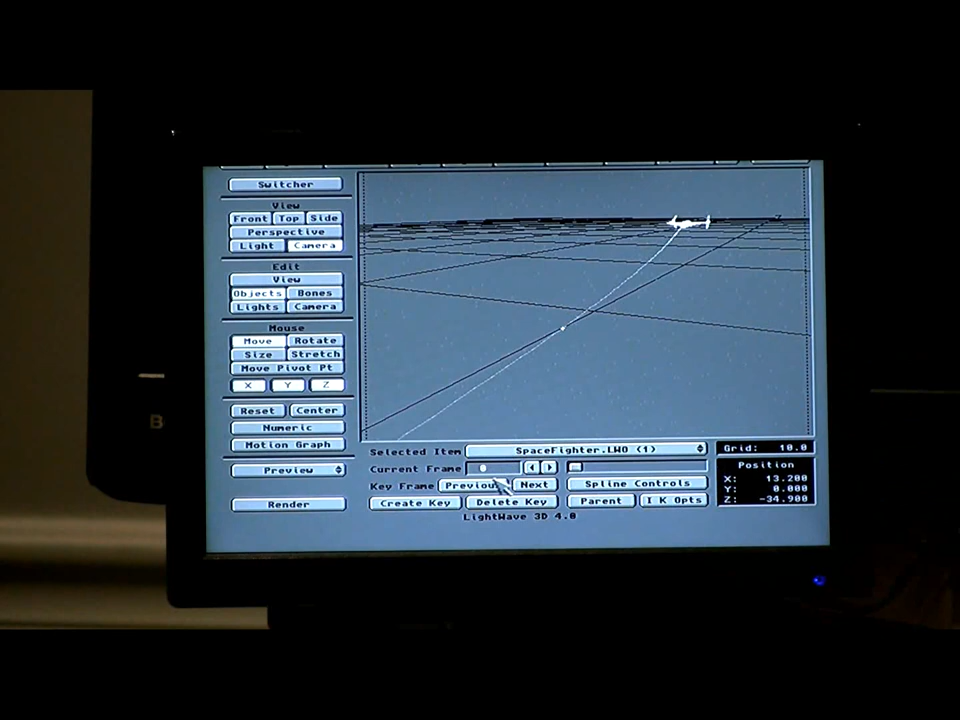 Switcher
View
Front Top Side
Perspective
Light Camera
Edit
View
Objects Bones
Lights Camera
Mouse
Move Rotate
Size Stretch
Move Pivot Pt
X Y Z
Reset Center
Numeric
Motion Graph
Preview
Render
Selected Item SpaceFighter.LWO (1)
Current Frame
Key Frame Previous Next Spline Controls
Create Key Delete Key Parent I K Opts
LightWave 3D 4.0
Grid: 10.0
Position
X: 13.200
Y: 0.000
Z: -34.900
B